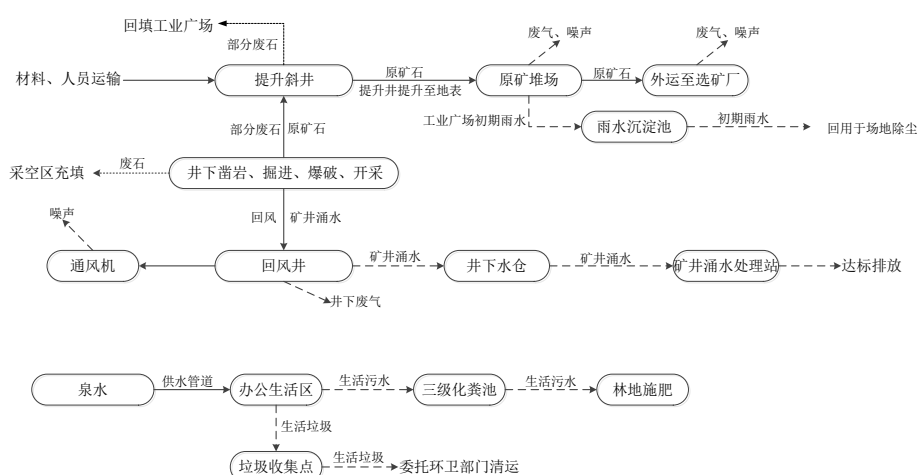 回填工业广场
部分废石
废气、噪声
废气、噪声
材料、人员运输
提升斜井
原矿石
提升井提升至地表
原矿堆场
原矿石
外运至选矿厂
工业广场初期雨水
雨水沉淀池
初期雨水
回用于场地除尘
部分废石
原矿石
采空区充填
废石
井下凿岩、掘进、爆破、开采
噪声
回风
矿井涌水
通风机
回风井
矿井涌水
井下水仓
矿井涌水
矿井涌水处理站
达标排放
井下废气
泉水
供水管道
办公生活区
生活污水
三级化粪池
生活污水
林地施肥
生活垃圾
垃圾收集点
生活垃圾
委托环卫部门清运